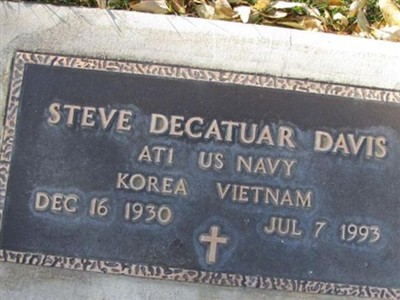 STEVE DECATUAR DAVIS
AT1 US NAVY
KOREA VIETNAM
DEC 16 1930 JUL 7 1993